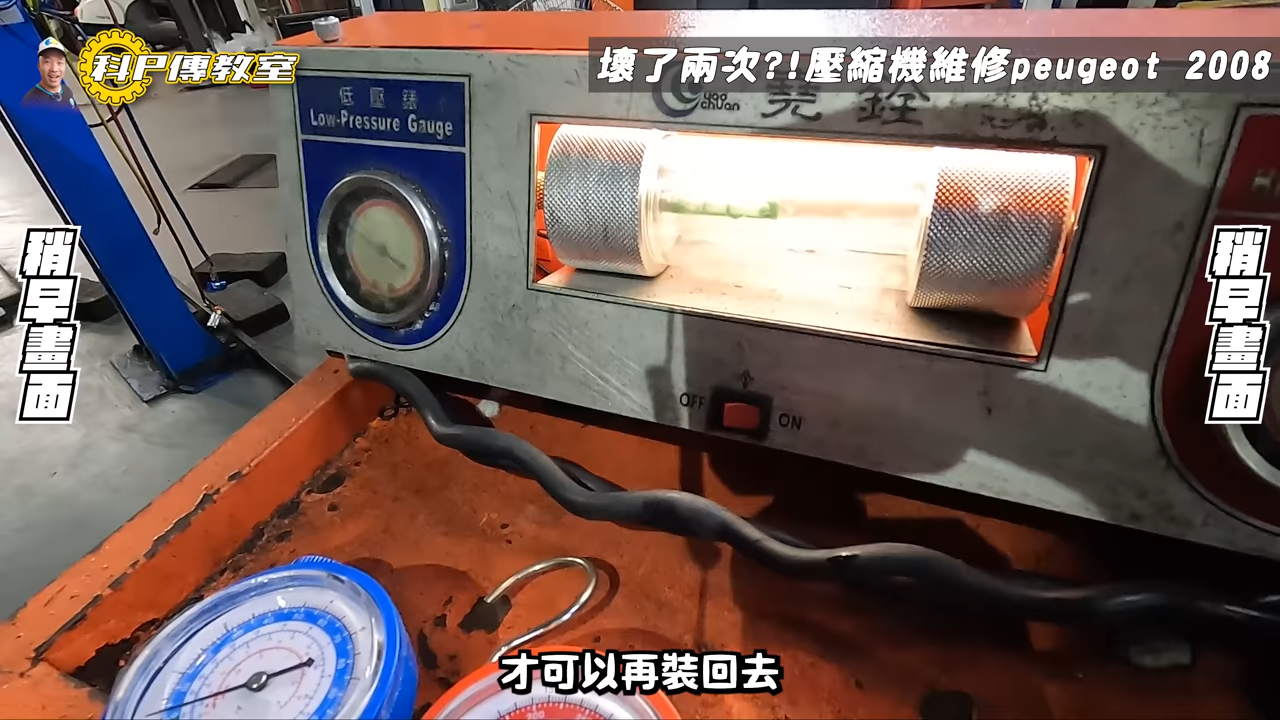 科尸傳教室
壞了兩次?!壓縮機維修peugeot 2008
低壓錶
Low-Pressure Gauge
yao chuan
堯銓
稍早畫面
稍早畫面
OFF
ON
才可以再裝回去